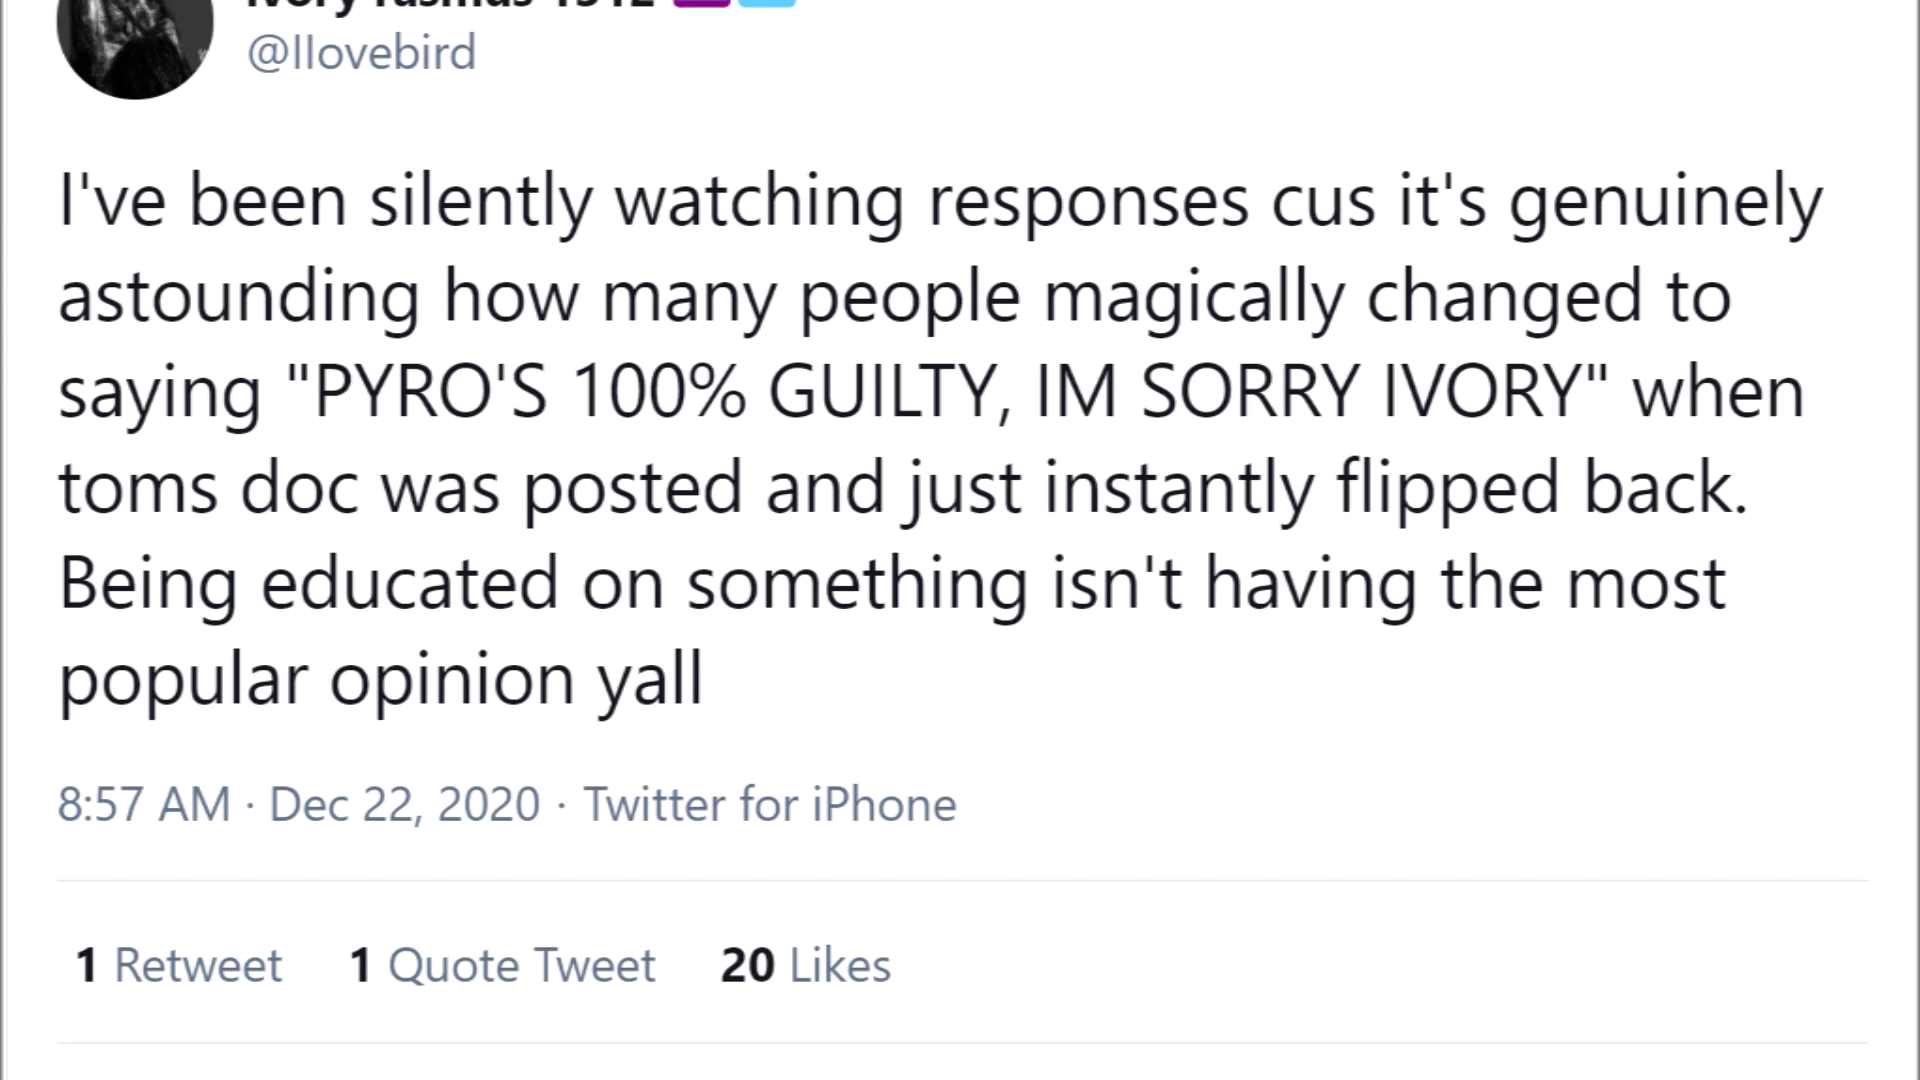 @Ilovebird
I've been silently watching responses cus it's genuinely
astounding how many people magically changed to
saying "PYRO'S 100% GUILTY, IM SORRY IVORY" when
toms doc was posted and just instantly flipped back.
Being educated on something isn't having the most
popular opinion yall
8:57 AM · Dec 22, 2020 · Twitter for iPhone
1 Retweet 1 Quote Tweet 20 Likes